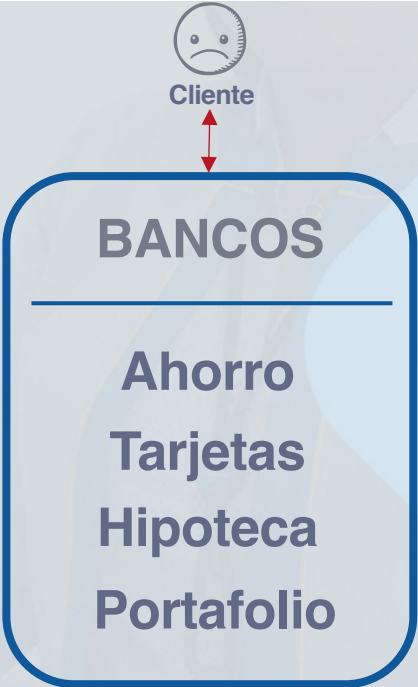 Cliente
BANCOS
Ahorro
Tarjetas
Hipoteca
Portafolio